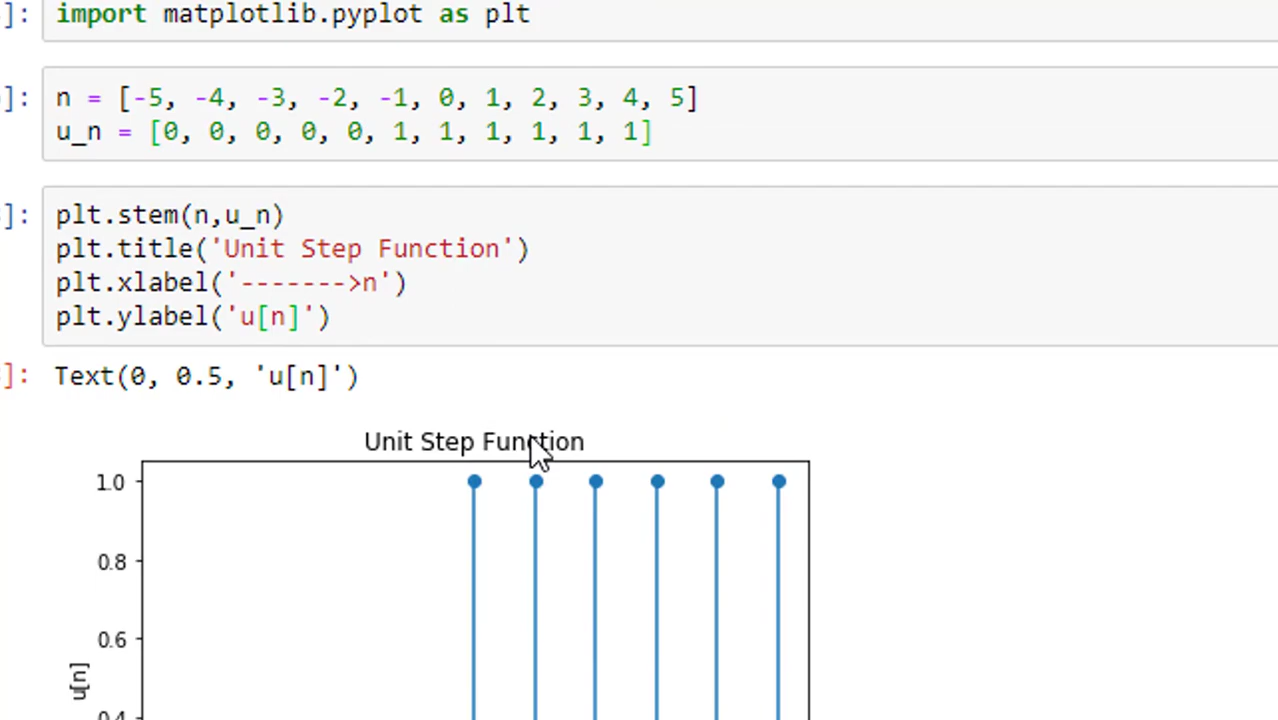 ]: import matplotlib.pyplot as plt
]: n = [-5, -4, -3, -2, -1, 0, 1, 2, 3, 4, 5]
u_n = [0, 0, 0, 0, 0, 1, 1, 1, 1, 1, 1]
]: plt.stem(n,u_n)
plt.title('Unit Step Function')
plt.xlabel('------->n')
plt.ylabel('u[n]')
]: Text(0, 0.5, 'u[n]')
Unit Step Function
1.0
0.8
0.6
u[n]
0.4